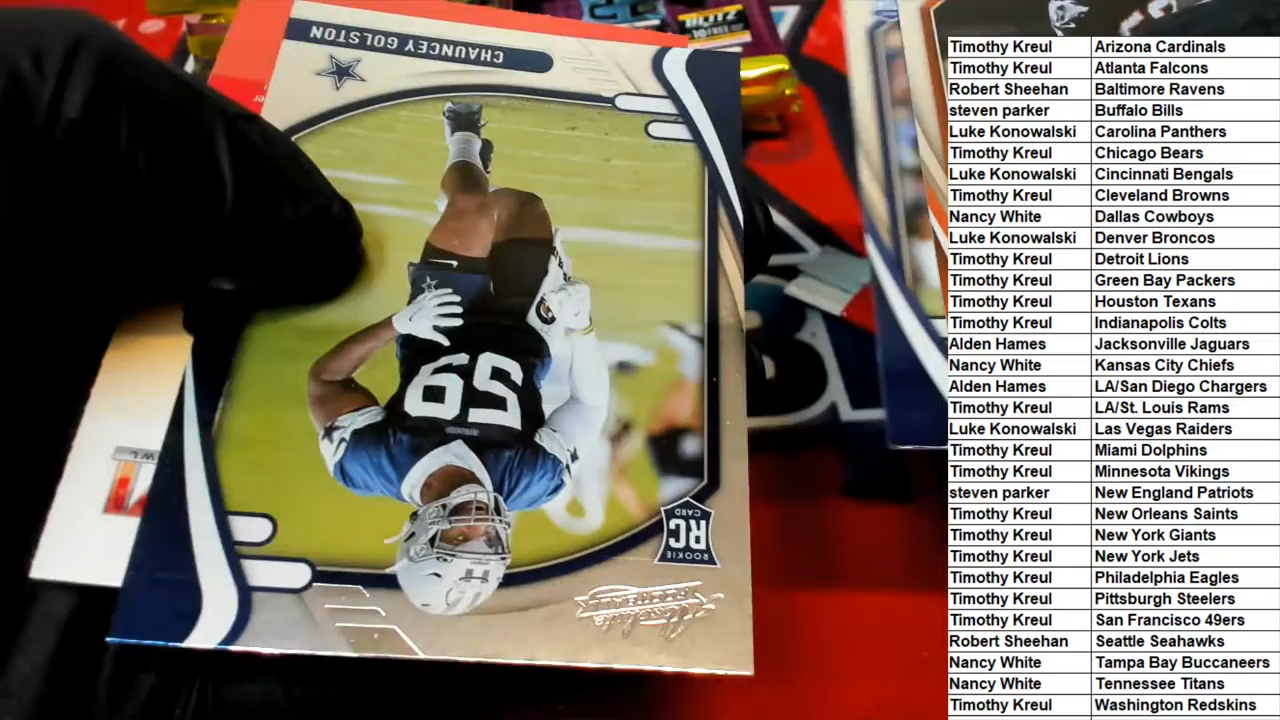 BLITZ
CHAUNCEY GOLSTON
59
RC
ROOKIE
CARD
Absolute
FOOTBALL
Timothy Kreul Arizona Cardinals
Timothy Kreul Atlanta Falcons
Robert Sheehan Baltimore Ravens
steven parker Buffalo Bills
Luke Konowalski Carolina Panthers
Timothy Kreul Chicago Bears
Luke Konowalski Cincinnati Bengals
Timothy Kreul Cleveland Browns
Nancy White Dallas Cowboys
Luke Konowalski Denver Broncos
Timothy Kreul Detroit Lions
Timothy Kreul Green Bay Packers
Timothy Kreul Houston Texans
Timothy Kreul Indianapolis Colts
Alden Hames Jacksonville Jaguars
Nancy White Kansas City Chiefs
Alden Hames LA/San Diego Chargers
Timothy Kreul LA/St. Louis Rams
Luke Konowalski Las Vegas Raiders
Timothy Kreul Miami Dolphins
Timothy Kreul Minnesota Vikings
steven parker New England Patriots
Timothy Kreul New Orleans Saints
Timothy Kreul New York Giants
Timothy Kreul New York Jets
Timothy Kreul Philadelphia Eagles
Timothy Kreul Pittsburgh Steelers
Timothy Kreul San Francisco 49ers
Robert Sheehan Seattle Seahawks
Nancy White Tampa Bay Buccaneers
Nancy White Tennessee Titans
Timothy Kreul Washington Redskins